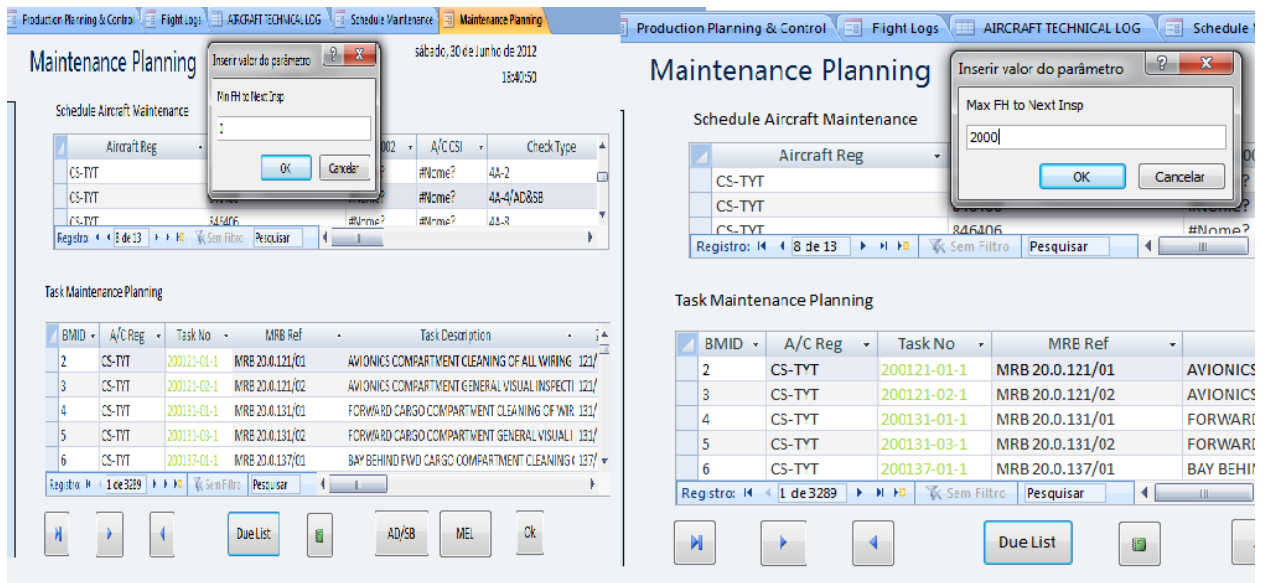 Production Planning & Control Flight Logs AIRCRAFT TECHNICAL LOG Schedule Maintenance Maintenance Planning
Maintenance Planning
sábado, 30 de Junho de 2012
18:40:50
Inserir valor do parâmetro
Min FH to Next Insp
OK Cancelar
Schedule Aircraft Maintenance
Aircraft Reg 002 A/C CSI Check Type
CS-TYT #Nome? 4A-2
CS-TYT #Nome? 4A-4/AD&SB
CS-TYT 846406 #Nome? #Nome? 4A-8
Registro: 8 de 13 Sem Filtro Pesquisar
Task Maintenance Planning
BMID A/C Reg Task No MRB Ref Task Description
2 CS-TYT 200121-01-1 MRB 20.0.121/01 AVIONICS COMPARTMENT CLEANING OF ALL WIRING 121/
3 CS-TYT 200121-02-1 MRB 20.0.121/02 AVIONICS COMPARTMENT GENERAL VISUAL INSPECTI 121/
4 CS-TYT 200131-01-1 MRB 20.0.131/01 FORWARD CARGO COMPARTMENT CLEANING OF WIR 131/
5 CS-TYT 200131-03-1 MRB 20.0.131/02 FORWARD CARGO COMPARTMENT GENERAL VISUAL I 131/
6 CS-TYT 200137-01-1 MRB 20.0.137/01 BAY BEHIND FWD CARGO COMPARTMENT CLEANING 137/
Registro: 1 de 3289 Sem Filtro Pesquisar
Due List AD/SB MEL Ok
Production Planning & Control Flight Logs AIRCRAFT TECHNICAL LOG Schedule
Maintenance Planning
Inserir valor do parâmetro
Max FH to Next Insp
2000
OK Cancelar
Schedule Aircraft Maintenance
Aircraft Reg
CS-TYT
CS-TYT
CS-TYT 846406 #Nome?
Registro: 8 de 13 Sem Filtro Pesquisar
Task Maintenance Planning
BMID A/C Reg Task No MRB Ref
2 CS-TYT 200121-01-1 MRB 20.0.121/01 AVIONICS
3 CS-TYT 200121-02-1 MRB 20.0.121/02 AVIONICS
4 CS-TYT 200131-01-1 MRB 20.0.131/01 FORWARD
5 CS-TYT 200131-03-1 MRB 20.0.131/02 FORWARD
6 CS-TYT 200137-01-1 MRB 20.0.137/01 BAY BEHIN
Registro: 1 de 3289 Sem Filtro Pesquisar
Due List